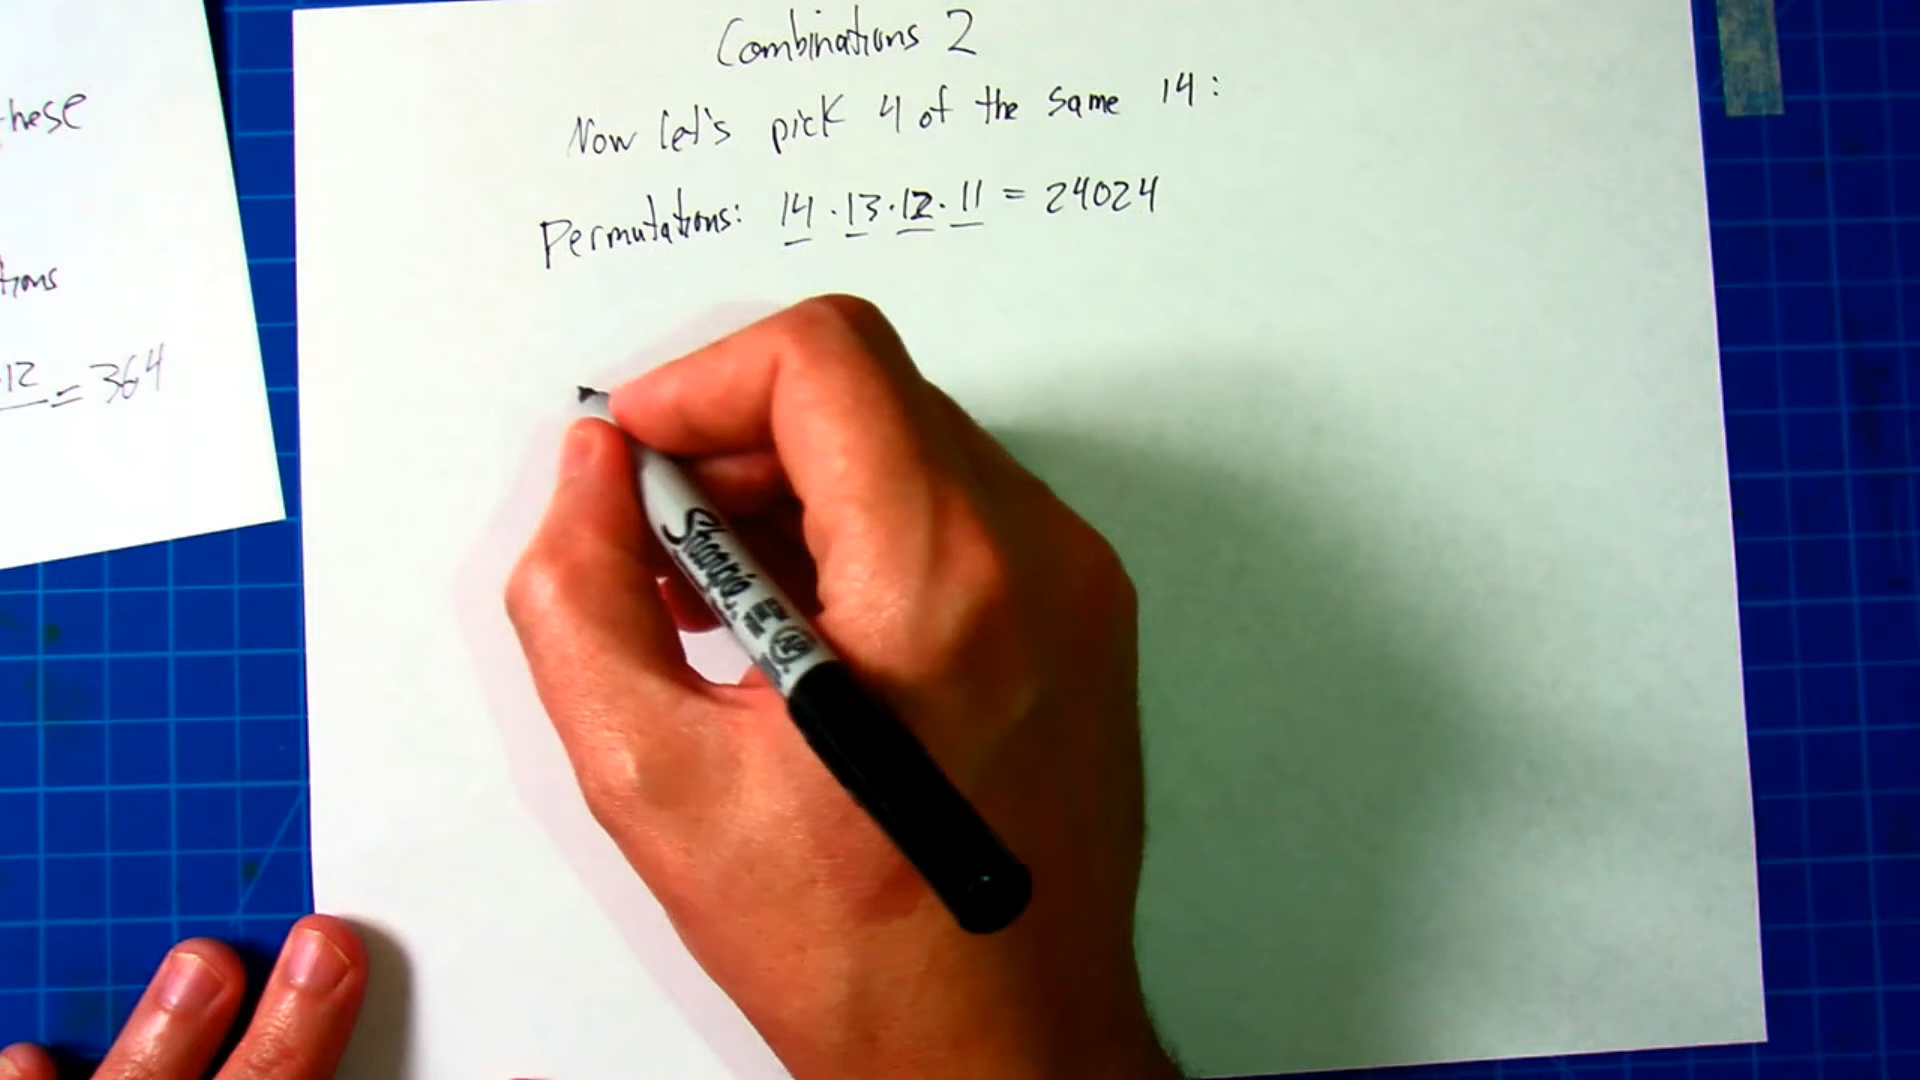 Combinations 2
Now let's pick 4 of the same 14:
Permutations: 14 · 13 · 12 · 11 = 24024
these
tions
12 = 364
Sharpie